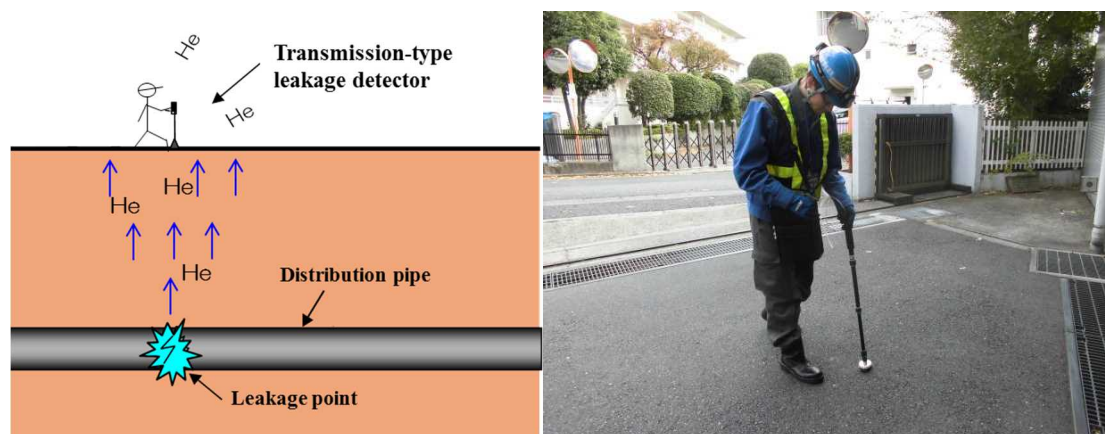 He
Transmission-type
leakage detector
He
He
He
He
Distribution pipe
Leakage point